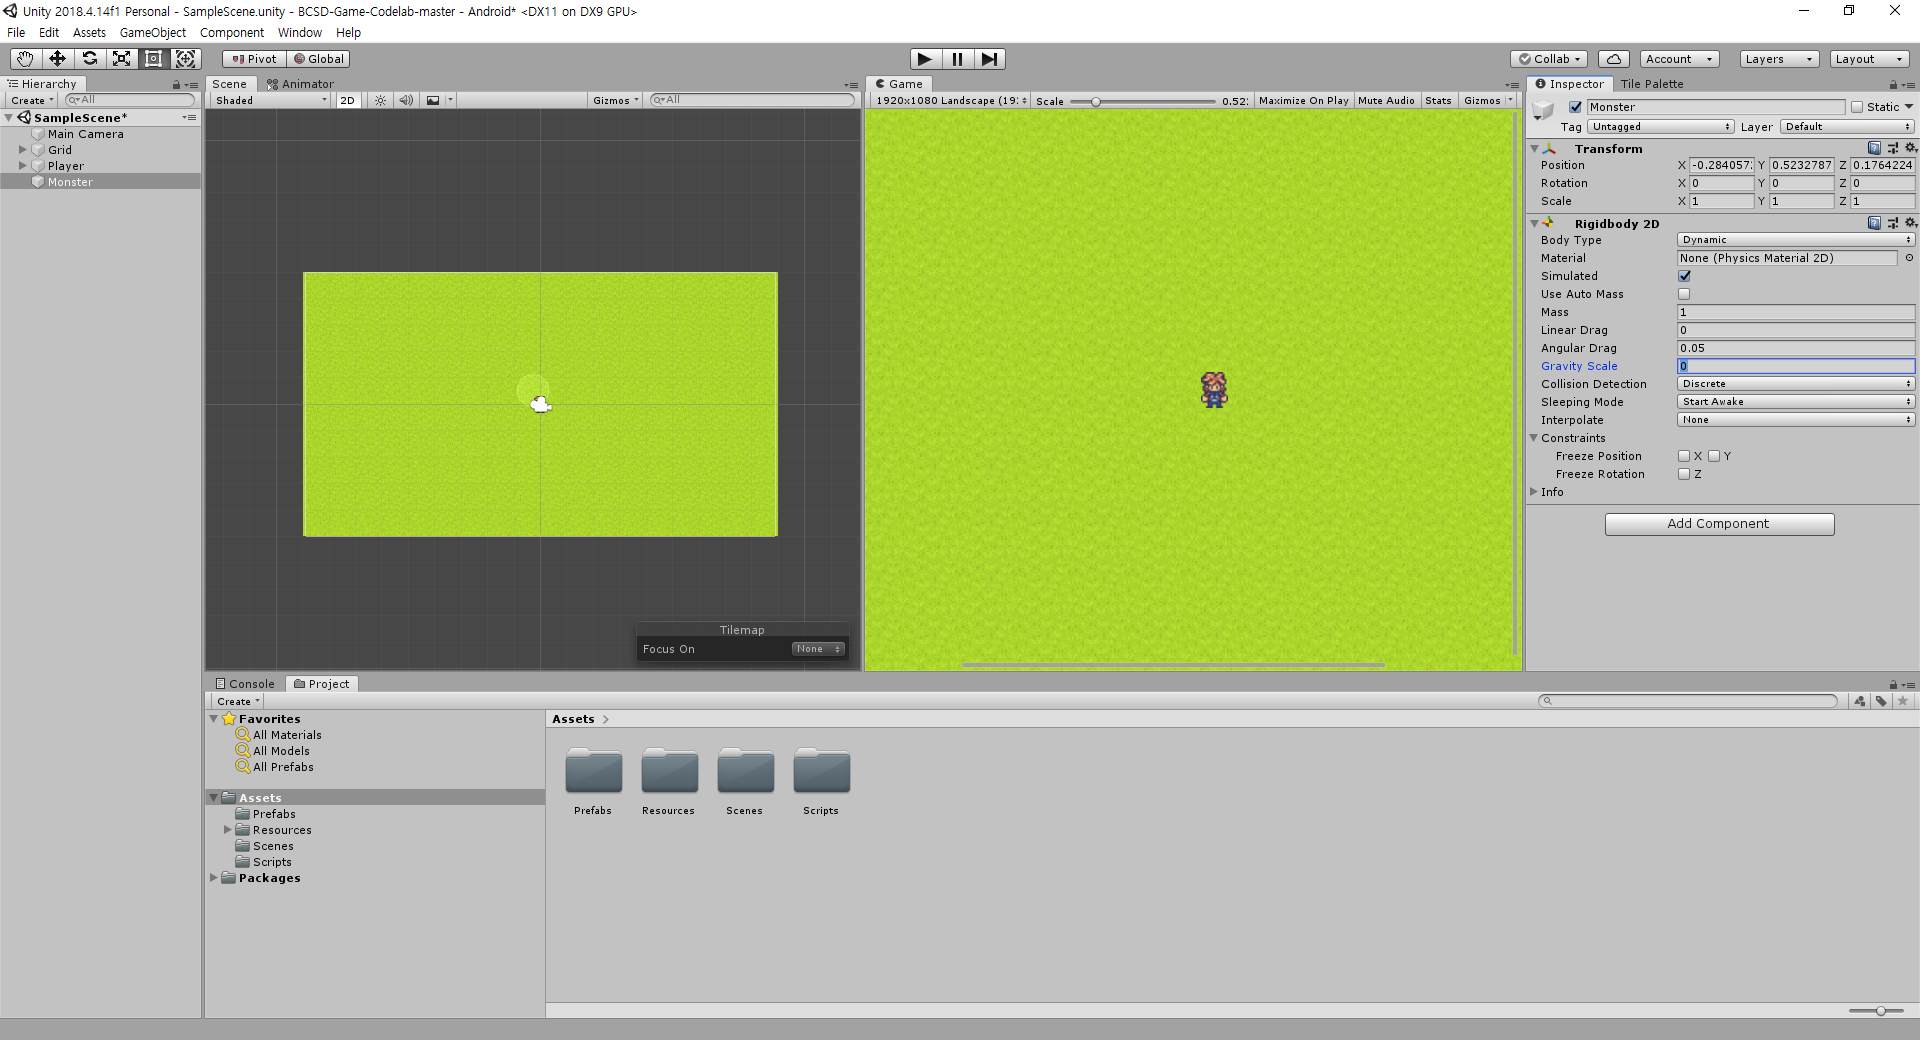 Unity 2018.4.14f1 Personal - SampleScene.unity - BCSD-Game-Codelab-master - Android* <DX11 on DX9 GPU>
File Edit Assets GameObject Component Window Help
Pivot Global Collab Account Layers Layout
Hierarchy
Create All
SampleScene*
Main Camera
Grid
Player
Monster
Scene Animator
Shaded 2D Gizmos All
Tilemap
Focus On None
Game
1920x1080 Landscape (19: Scale 0.52: Maximize On Play Mute Audio Stats Gizmos
Inspector Tile Palette
Monster Static
Tag Untagged Layer Default
Transform
Position X -0.284057: Y 0.5232787 Z 0.1764224
Rotation X 0 Y 0 Z 0
Scale X 1 Y 1 Z 1
Rigidbody 2D
Body Type Dynamic
Material None (Physics Material 2D)
Simulated
Use Auto Mass
Mass 1
Linear Drag 0
Angular Drag 0.05
Gravity Scale 0
Collision Detection Discrete
Sleeping Mode Start Awake
Interpolate None
Constraints
Freeze Position X Y
Freeze Rotation Z
Info
Add Component
Console Project
Create
Favorites
All Materials
All Models
All Prefabs
Assets
Prefabs
Resources
Scenes
Scripts
Packages
Assets
Prefabs Resources Scenes Scripts